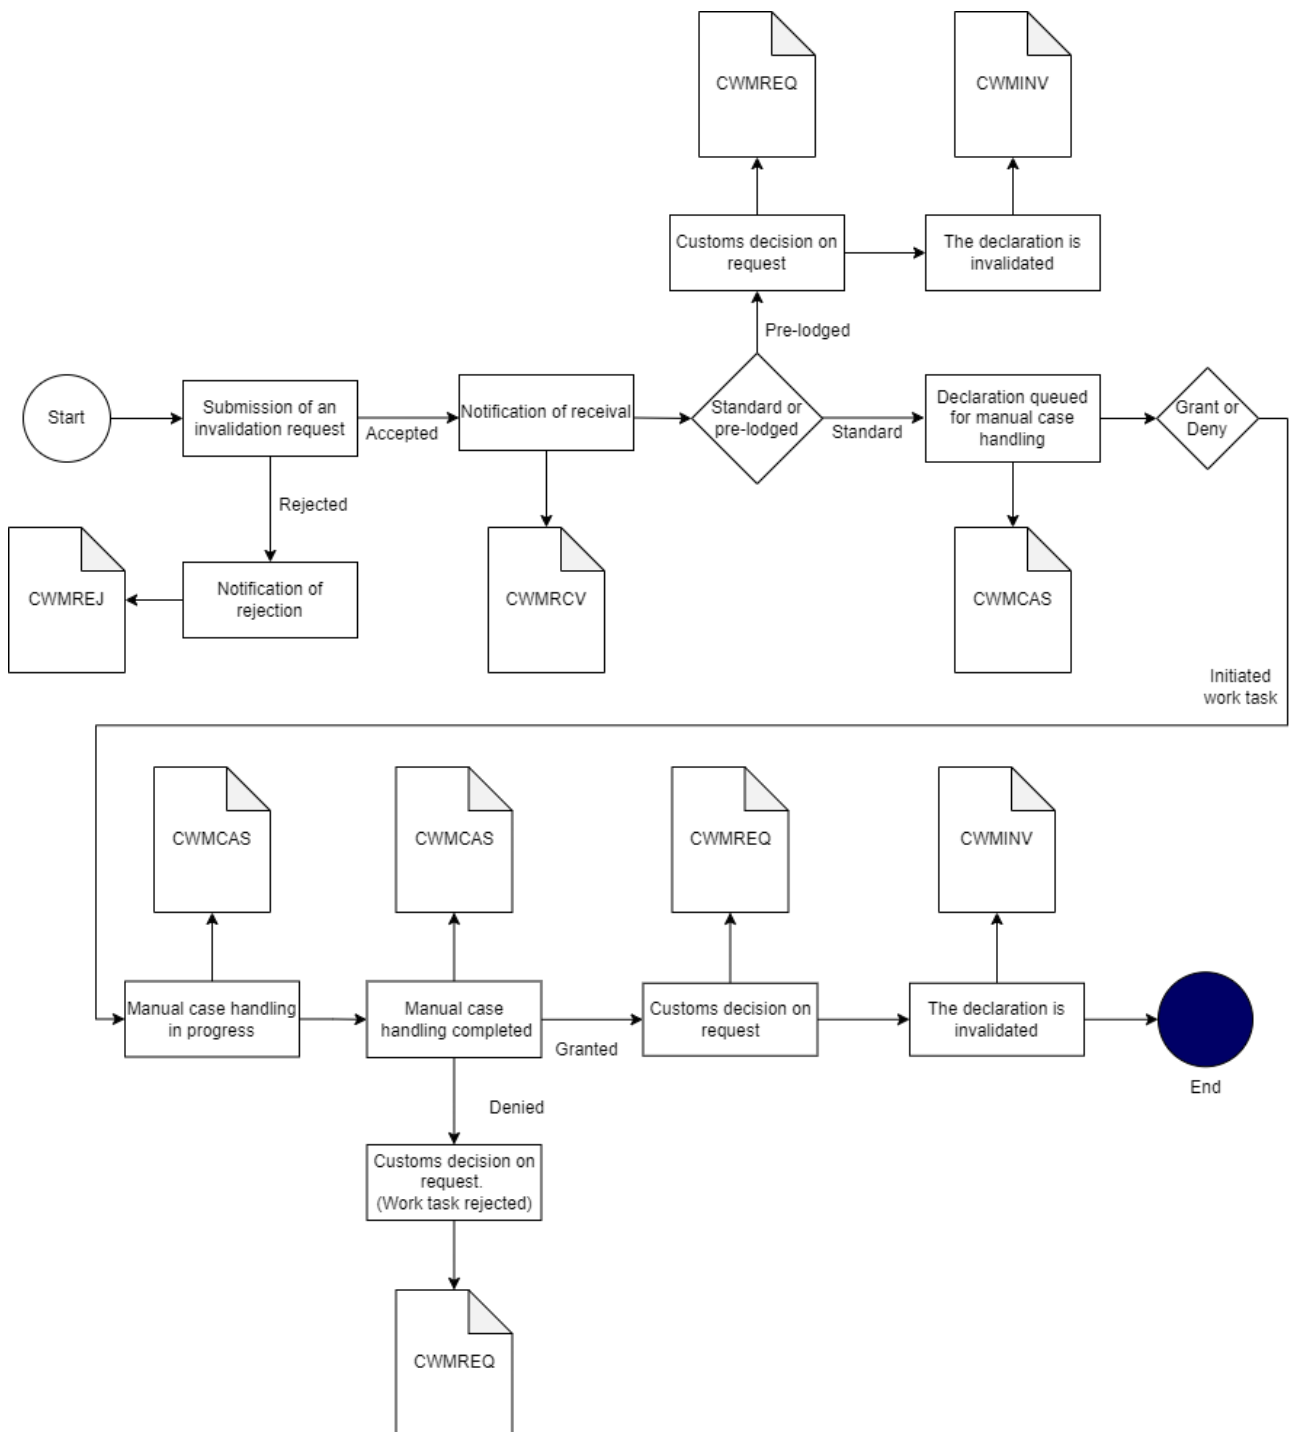 CWMREQ
CWMINV
Customs decision on
request
The declaration is
invalidated
Pre-lodged
Start
Submission of an
invalidation request
Accepted
Notification of receival
Standard or
pre-lodged
Standard
Declaration queued
for manual case
handling
Grant or
Deny
Rejected
CWMREJ
Notification of
rejection
CWMRCV
CWMCAS
Initiated
work task
CWMCAS
CWMCAS
CWMREQ
CWMINV
Manual case handling
in progress
Manual case
handling completed
Granted
Customs decision on
request
The declaration is
invalidated
End
Denied
Customs decision on
request.
(Work task rejected)
CWMREQ